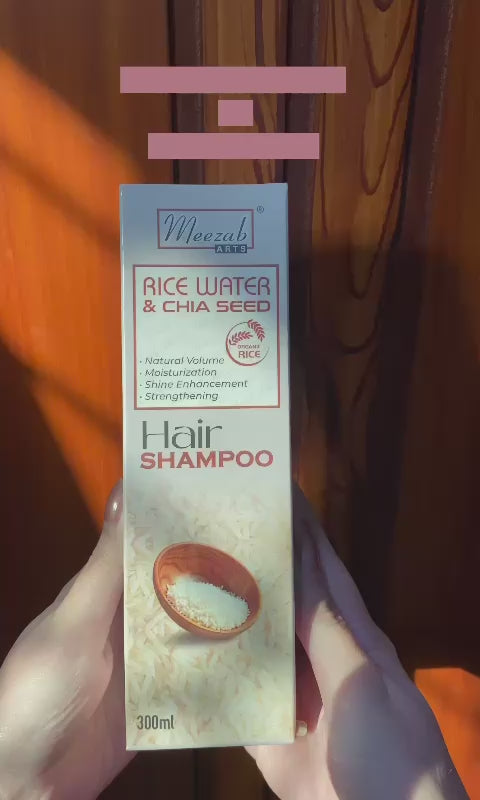 Meezab®
ARTS
RICE WATER
& CHIA SEED
ORGANIC
RICE
• Natural Volume
• Moisturization
• Shine Enhancement
• Strengthening
Hair
SHAMPOO
300ml